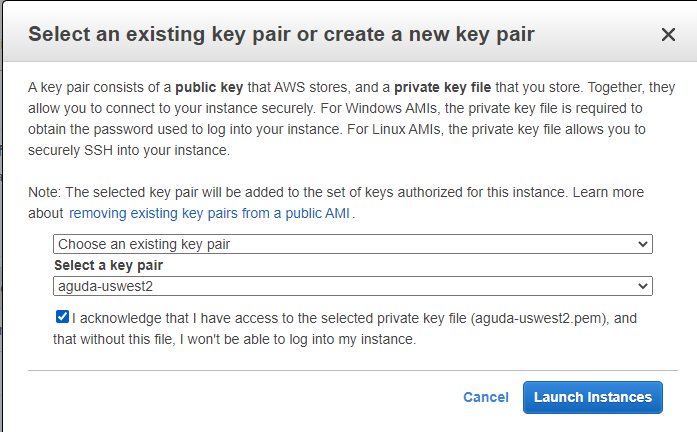 Select an existing key pair or create a new key pair
A key pair consists of a public key that AWS stores, and a private key file that you store. Together, they
allow you to connect to your instance securely. For Windows AMIs, the private key file is required to
obtain the password used to log into your instance. For Linux AMIs, the private key file allows you to
securely SSH into your instance.
Note: The selected key pair will be added to the set of keys authorized for this instance. Learn more
about removing existing key pairs from a public AMI.
Choose an existing key pair
Select a key pair
aguda-uswest2
I acknowledge that I have access to the selected private key file (aguda-uswest2.pem), and
that without this file, I won't be able to log into my instance.
Cancel Launch Instances